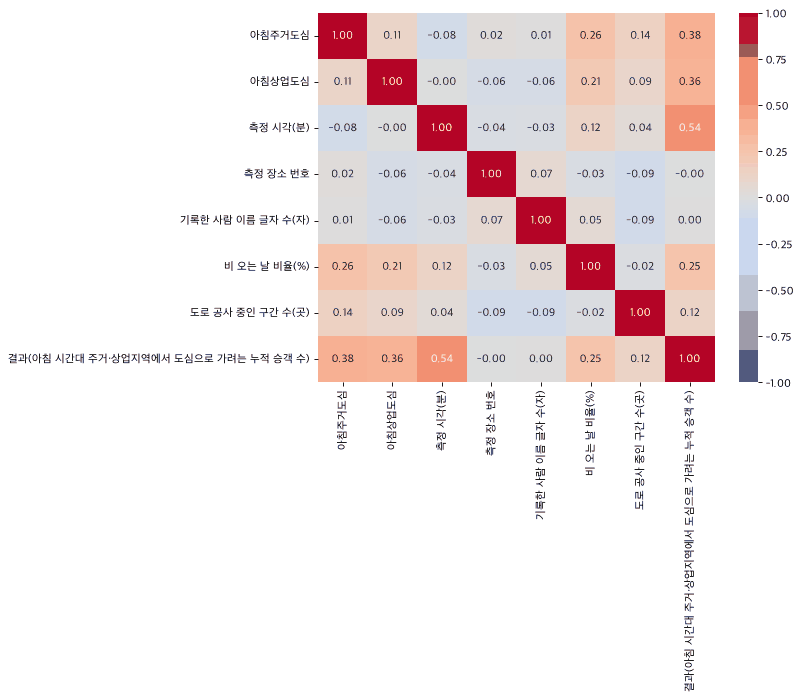 아침주거도심 1.00 0.11 -0.08 0.02 0.01 0.26 0.14 0.38
아침상업도심 0.11 1.00 -0.00 -0.06 -0.06 0.21 0.09 0.36
측정 시각(분) -0.08 -0.00 1.00 -0.04 -0.03 0.12 0.04 0.54
측정 장소 번호 0.02 -0.06 -0.04 1.00 0.07 -0.03 -0.09 -0.00
기록한 사람 이름 글자 수(자) 0.01 -0.06 -0.03 0.07 1.00 0.05 -0.09 0.00
비 오는 날 비율(%) 0.26 0.21 0.12 -0.03 0.05 1.00 -0.02 0.25
도로 공사 중인 구간 수(곳) 0.14 0.09 0.04 -0.09 -0.09 -0.02 1.00 0.12
결과(아침 시간대 주거·상업지역에서 도심으로 가려는 누적 승객 수) 0.38 0.36 0.54 -0.00 0.00 0.25 0.12 1.00
아침주거도심
아침상업도심
측정 시각(분)
측정 장소 번호
기록한 사람 이름 글자 수(자)
비 오는 날 비율(%)
도로 공사 중인 구간 수(곳)
결과(아침 시간대 주거·상업지역에서 도심으로 가려는 누적 승객 수)
1.00
0.75
0.50
0.25
0.00
-0.25
-0.50
-0.75
-1.00